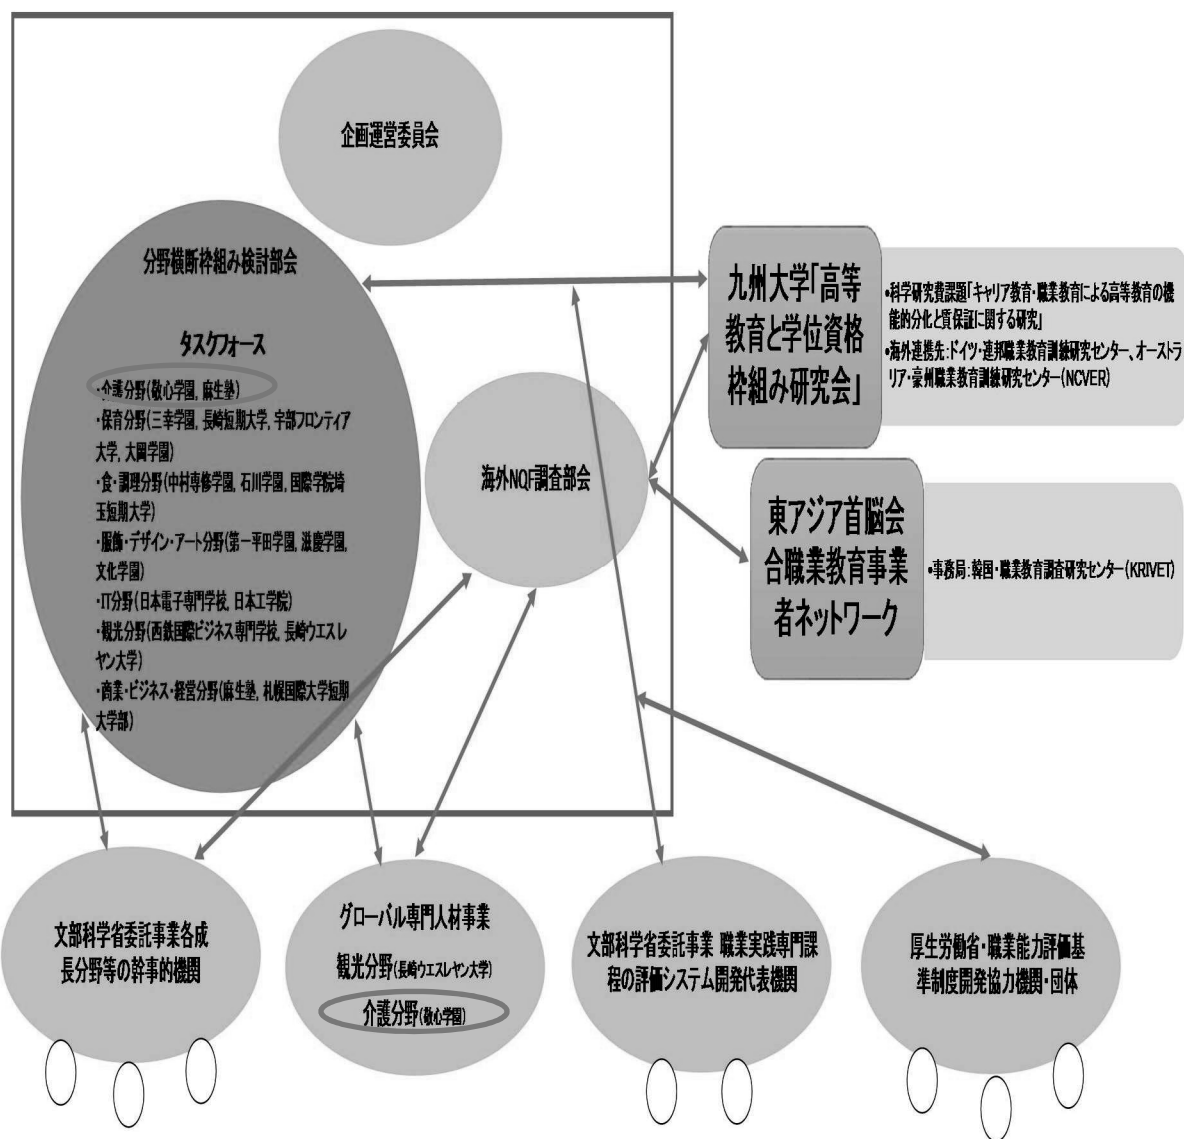 企画運営委員会
分野横断枠組み検討部会
タスクフォース
・介護分野(敬心学園, 麻生塾)
・保育分野(三幸学園, 長崎短期大学, 宇部フロンティア
大学, 大岡学園)
・食・調理分野(中村専修学園, 石川学園, 国際学院埼
玉短期大学)
・服飾・デザイン・アート分野(第一平田学園, 滋慶学園,
文化学園)
・IT分野(日本電子専門学校, 日本工学院)
・観光分野(西鉄国際ビジネス専門学校, 長崎ウエスレ
ヤン大学)
・商業・ビジネス・経営分野(麻生塾, 札幌国際大学短期
大学部)
海外NQF調査部会
九州大学「高等
教育と学位資格
枠組み研究会」
•科学研究費課題「キャリア教育・職業教育による高等教育の機
能的分化と質保証に関する研究」
•海外連携先:ドイツ・連邦職業教育訓練研究センター、オーストラ
リア・豪州職業教育訓練研究センター(NCVER)
東アジア首脳会
合職業教育事業
者ネットワーク
•事務局:韓国・職業教育調査研究センター(KRIVET)
文部科学省委託事業各成
長分野等の幹事的機関
グローバル専門人材事業
観光分野(長崎ウエスレヤン大学)
介護分野(敬心学園)
文部科学省委託事業 職業実践専門課
程の評価システム開発代表機関
厚生労働省・職業能力評価基
準制度開発協力機関・団体